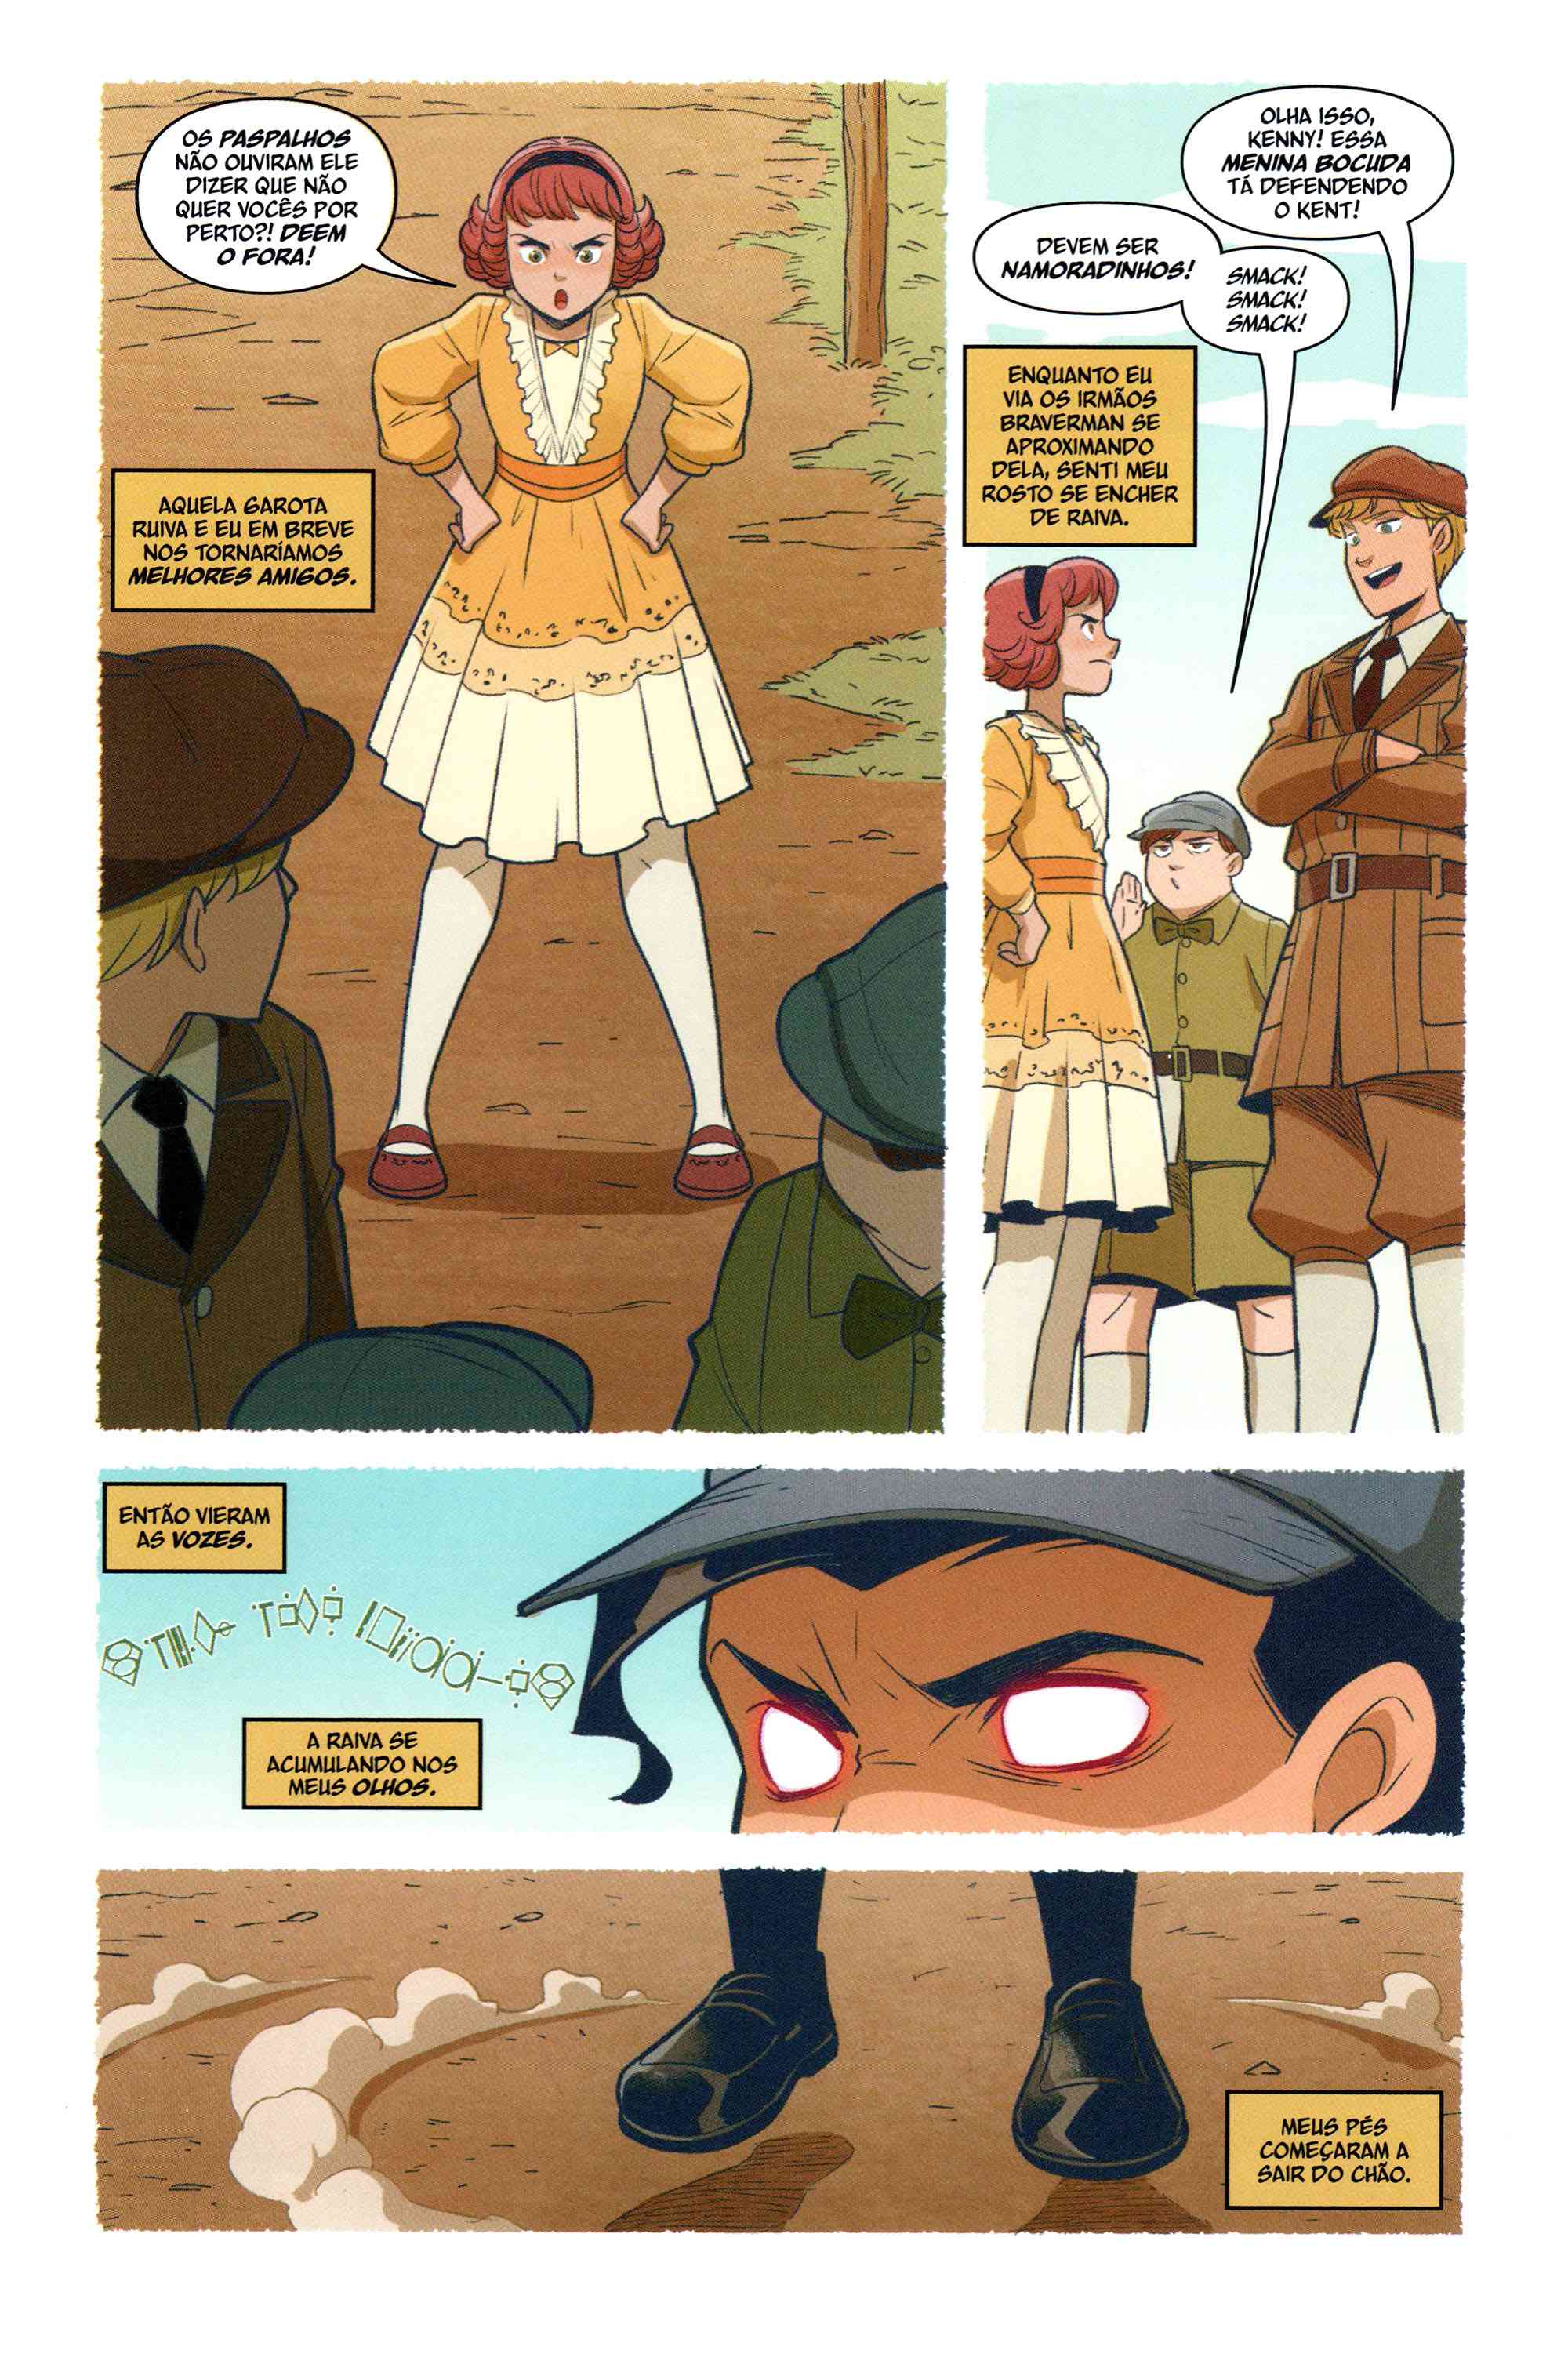 OS PASPALHOS
NÃO OUVIRAM ELE
DIZER QUE NÃO
QUER VOCÊS POR
PERTO?! DEEM
O FORA!
AQUELA GAROTA
RUIVA E EU EM BREVE
NOS TORNARÍAMOS
MELHORES AMIGOS.
OLHA ISSO,
KENNY! ESSA
MENINA BOCUDA
TÁ DEFENDENDO
O KENT!
DEVEM SER
NAMORADINHOS!
SMACK!
SMACK!
SMACK!
ENQUANTO EU
VIA OS IRMÃOS
BRAVERMAN SE
APROXIMANDO
DELA, SENTI MEU
ROSTO SE ENCHER
DE RAIVA.
ENTÃO VIERAM
AS VOZES.
A RAIVA SE
ACUMULANDO NOS
MEUS OLHOS.
MEUS PÉS
COMEÇARAM A
SAIR DO CHÃO.